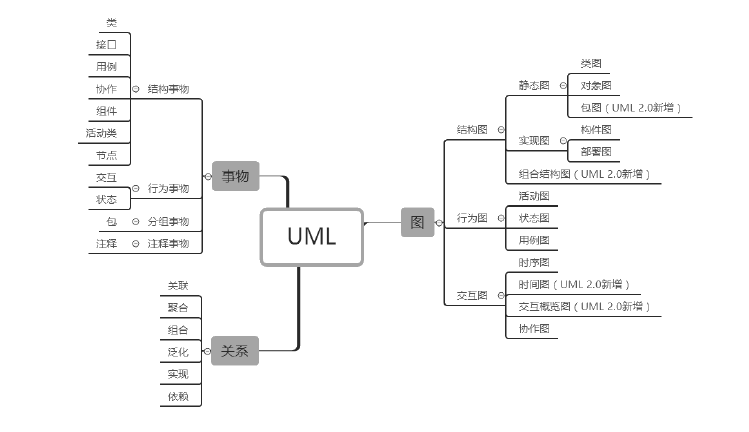 UML
事物
结构事物
类
接口
用例
协作
组件
活动类
节点
行为事物
交互
状态
分组事物
包
注释事物
注释
关系
关联
聚合
组合
泛化
实现
依赖
图
结构图
静态图
类图
对象图
包图（UML 2.0新增）
实现图
构件图
部署图
组合结构图（UML 2.0新增）
行为图
活动图
状态图
用例图
交互图
时序图
时间图（UML 2.0新增）
交互概览图（UML 2.0新增）
协作图